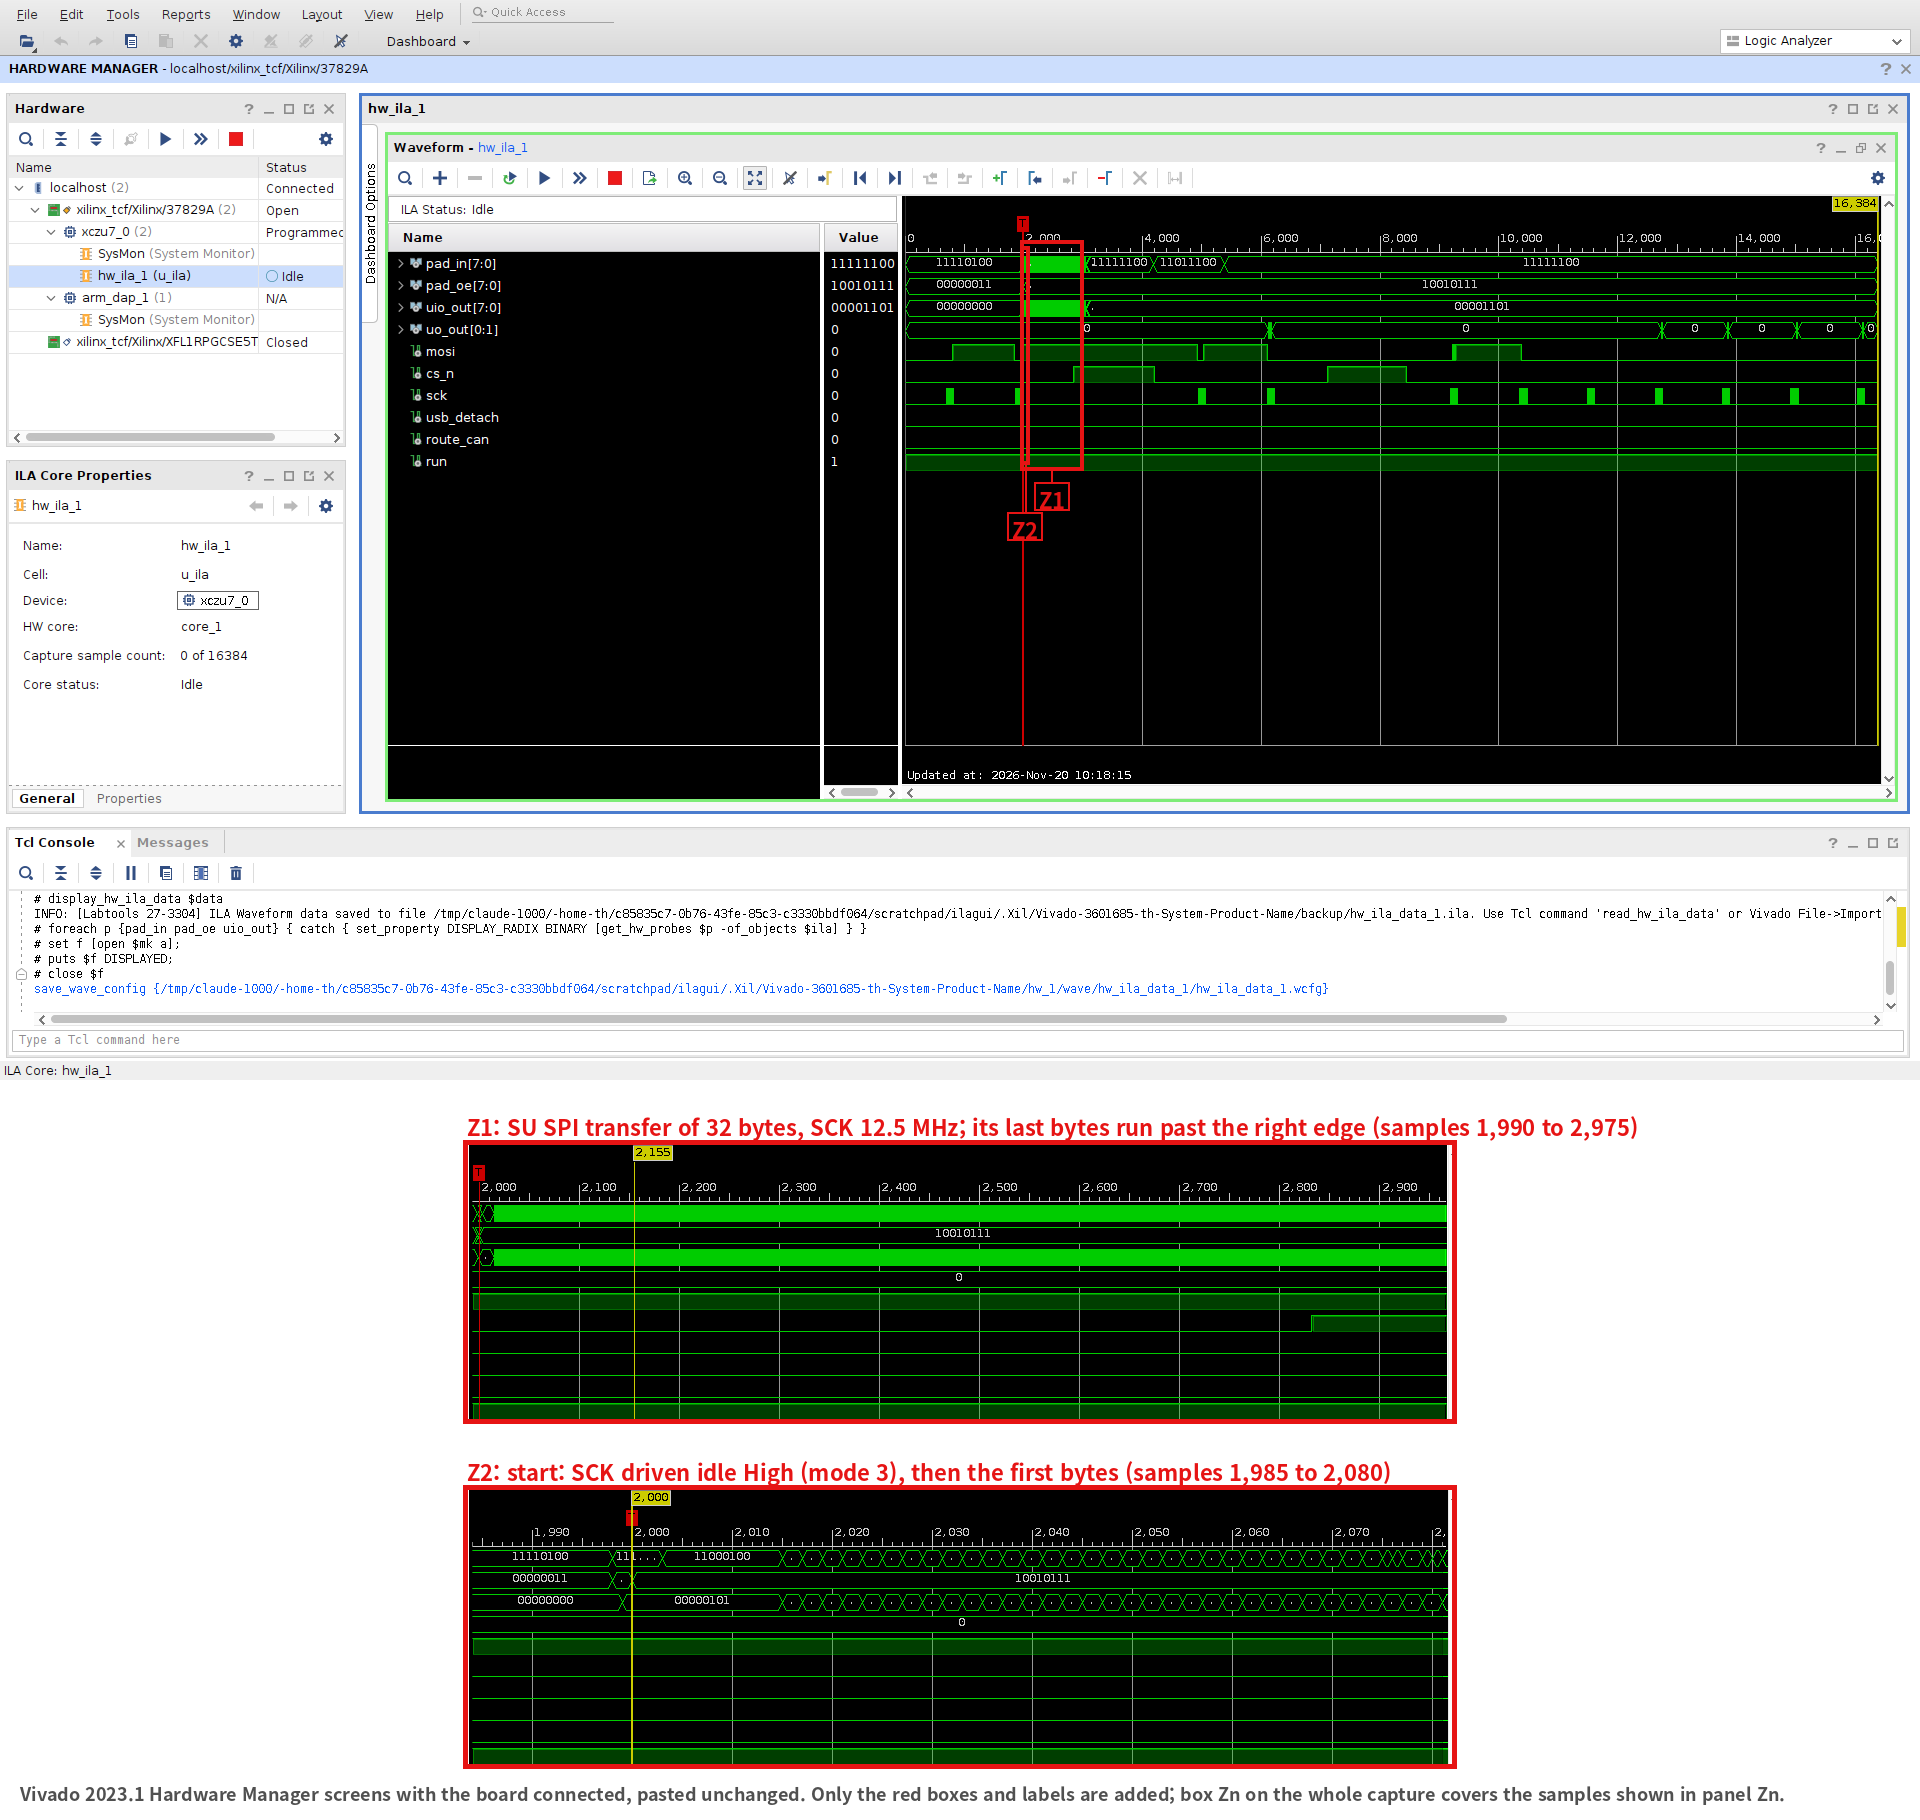 File Edit Tools Reports Window Layout View Help Quick Access
Dashboard Logic Analyzer
HARDWARE MANAGER - localhost/xilinx_tcf/Xilinx/37829A
Hardware
Name Status
localhost (2) Connected
xilinx_tcf/Xilinx/37829A (2) Open
xczu7_0 (2) Programmed
SysMon (System Monitor)
hw_ila_1 (u_ila) Idle
arm_dap_1 (1) N/A
SysMon (System Monitor)
xilinx_tcf/Xilinx/XFL1RPGCSE5T Closed
ILA Core Properties
hw_ila_1
Name: hw_ila_1
Cell: u_ila
Device: xczu7_0
HW core: core_1
Capture sample count: 0 of 16384
Core status: Idle
General Properties
hw_ila_1
Dashboard Options
Waveform - hw_ila_1
ILA Status: Idle
Name Value
16,384
T
0 2,000 4,000 6,000 8,000 10,000 12,000 14,000 16,
pad_in[7:0] 11111100 11110100 11111100 11011100 11111100
pad_oe[7:0] 10010111 00000011 10010111
uio_out[7:0] 00001101 00000000 00001101
uo_out[0:1] 0 0 0 0 0 0 0
mosi 0
cs_n 0
sck 0
usb_detach 0
route_can 0
run 1
Z1
Z2
Updated at: 2026-Nov-20 10:18:15
Tcl Console Messages
# display_hw_ila_data $data
INFO: [Labtools 27-3304] ILA Waveform data saved to file /tmp/claude-1000/-home-th/c85835c7-0b76-43fe-85c3-c3330bbdf064/scratchpad/ilagui/.Xil/Vivado-3601685-th-System-Product-Name/backup/hw_ila_data_1.ila. Use Tcl command 'read_hw_ila_data' or Vivado File->Import
# foreach p {pad_in pad_oe uio_out} { catch { set_property DISPLAY_RADIX BINARY [get_hw_probes $p -of_objects $ila] } }
# set f [open $mk a];
# puts $f DISPLAYED;
# close $f
save_wave_config {/tmp/claude-1000/-home-th/c85835c7-0b76-43fe-85c3-c3330bbdf064/scratchpad/ilagui/.Xil/Vivado-3601685-th-System-Product-Name/hw_1/wave/hw_ila_data_1/hw_ila_data_1.wcfg}
Type a Tcl command here
ILA Core: hw_ila_1
Z1: SU SPI transfer of 32 bytes, SCK 12.5 MHz; its last bytes run past the right edge (samples 1,990 to 2,975)
2,155
T
2,000 2,100 2,200 2,300 2,400 2,500 2,600 2,700 2,800 2,900
10010111
0
Z2: start: SCK driven idle High (mode 3), then the first bytes (samples 1,985 to 2,080)
2,000
1,990 2,000 2,010 2,020 2,030 2,040 2,050 2,060 2,070 2,
11110100 111... 11000100
00000011 10010111
00000000 00000101
0
Vivado 2023.1 Hardware Manager screens with the board connected, pasted unchanged. Only the red boxes and labels are added; box Zn on the whole capture covers the samples shown in panel Zn.